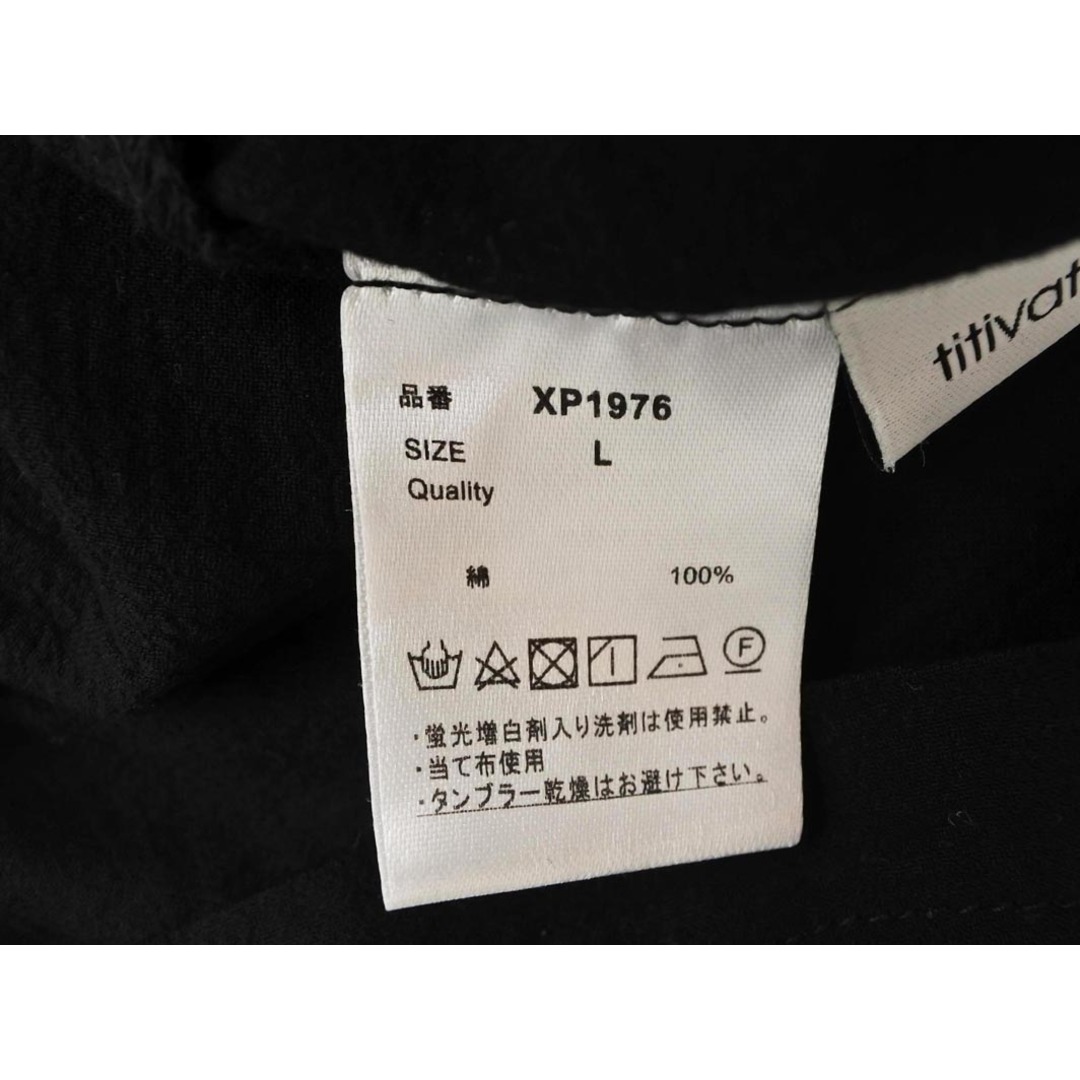 品番 XP1976
SIZE L
Quality
綿 100%
F
・蛍光増白剤入り洗剤は使用禁止。
・当て布使用
・タンブラー乾燥はお避け下さい。
titivat